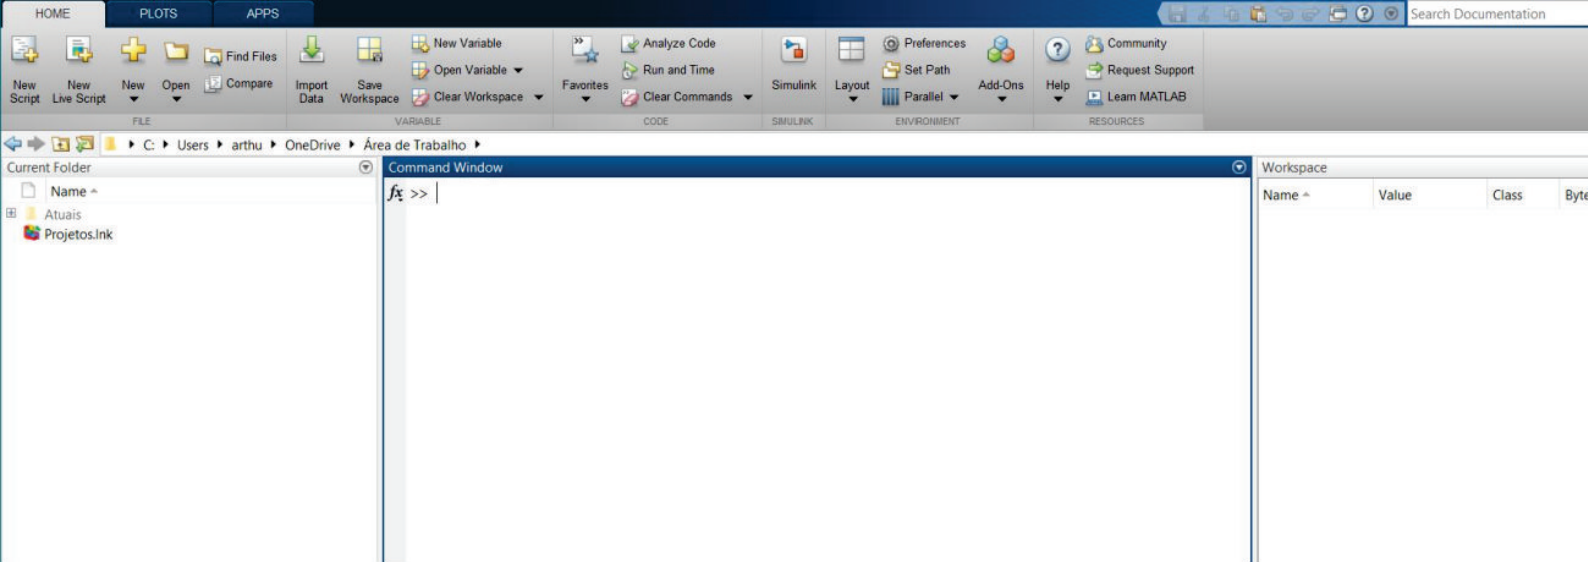 HOME PLOTS APPS Search Documentation
New Script
New Live Script
New
Open
Find Files
Compare
FILE
Import Data
Save Workspace
New Variable
Open Variable
Clear Workspace
VARIABLE
Favorites
Analyze Code
Run and Time
Clear Commands
CODE
Simulink
SIMULINK
Layout
Preferences
Set Path
Parallel
Add-Ons
ENVIRONMENT
Help
Community
Request Support
Learn MATLAB
RESOURCES
C: Users arthu OneDrive Área de Trabalho
Current Folder
Name
Atuais
Projetos.lnk
Command Window
fx >>
Workspace
Name Value Class Byte